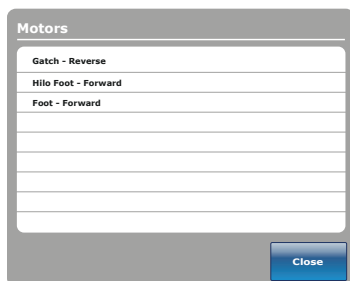 Motors
Gatch - Reverse
Hilo Foot - Forward
Foot - Forward
Close